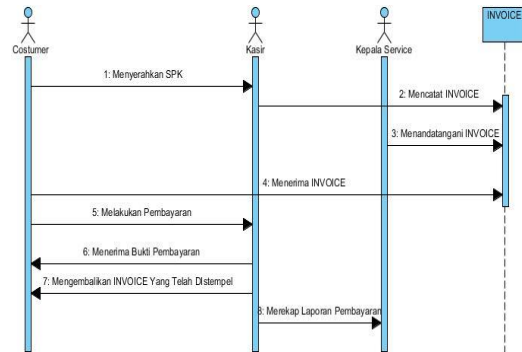 INVOICE
Costumer
Kasir
Kepala Service
1: Menyerahkan SPK
2: Mencatat INVOICE
3: Menandatangani INVOICE
4: Menerima INVOICE
5: Melakukan Pembayaran
6: Menerima Bukti Pembayaran
7: Mengembalikan INVOICE Yang Telah DIstempel
8: Merekap Laporan Pembayaran